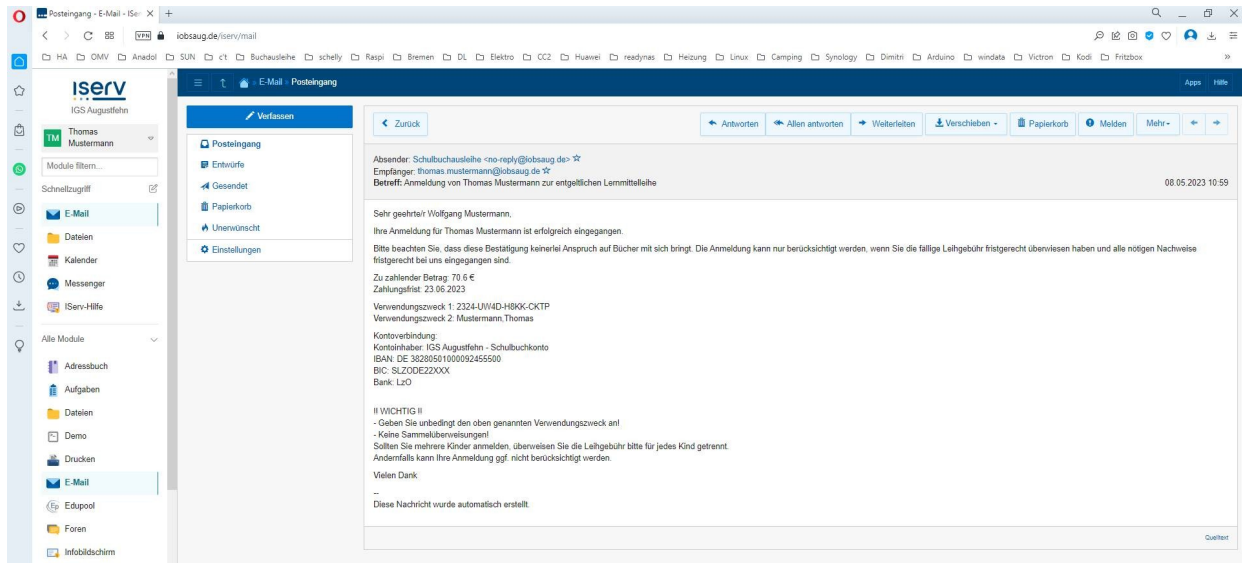 Posteingang - E-Mail - ISer
VPN iobsaug.de/iserv/mail
HA OMV Anadol SUN c't Buchausleihe schelly Raspi Bremen DL Elektro CC2 Huawei readynas Heizung Linux Camping Synology Dimitri Arduino windata Victron Kodi Fritzbox »
IServ
IGS Augustfehn
TM Thomas Mustermann
Module filtern...
Schnellzugriff
E-Mail
Dateien
Kalender
Messenger
IServ-Hilfe
Alle Module
Adressbuch
Aufgaben
Dateien
Demo
Drucken
E-Mail
Ep Edupool
Foren
Infobildschirm
E-Mail » Posteingang
Apps Hilfe
Verfassen
Posteingang
Entwürfe
Gesendet
Papierkorb
Unerwünscht
Einstellungen
Zurück
Antworten Allen antworten Weiterleiten Verschieben Papierkorb Melden Mehr
Absender: Schulbuchausleihe <no-reply@iobsaug.de>
Empfänger: thomas.mustermann@iobsaug.de
Betreff: Anmeldung von Thomas Mustermann zur entgeltlichen Lernmittelleihe 08.05.2023 10:59
Sehr geehrte/r Wolfgang Mustermann,
Ihre Anmeldung für Thomas Mustermann ist erfolgreich eingegangen.
Bitte beachten Sie, dass diese Bestätigung keinerlei Anspruch auf Bücher mit sich bringt. Die Anmeldung kann nur berücksichtigt werden, wenn Sie die fällige Leihgebühr fristgerecht überwiesen haben und alle nötigen Nachweise
fristgerecht bei uns eingegangen sind.
Zu zahlender Betrag: 70.6 €
Zahlungsfrist: 23.06.2023
Verwendungszweck 1: 2324-UW4D-H8KK-CKTP
Verwendungszweck 2: Mustermann,Thomas
Kontoverbindung:
Kontoinhaber: IGS Augustfehn - Schulbuchkonto
IBAN: DE 38280501000092455500
BIC: SLZODE22XXX
Bank: LzO
!! WICHTIG !!
- Geben Sie unbedingt den oben genannten Verwendungszweck an!
- Keine Sammelüberweisungen!
Sollten Sie mehrere Kinder anmelden, überweisen Sie die Leihgebühr bitte für jedes Kind getrennt.
Andernfalls kann Ihre Anmeldung ggf. nicht berücksichtigt werden.
Vielen Dank
--
Diese Nachricht wurde automatisch erstellt.
Quelltext